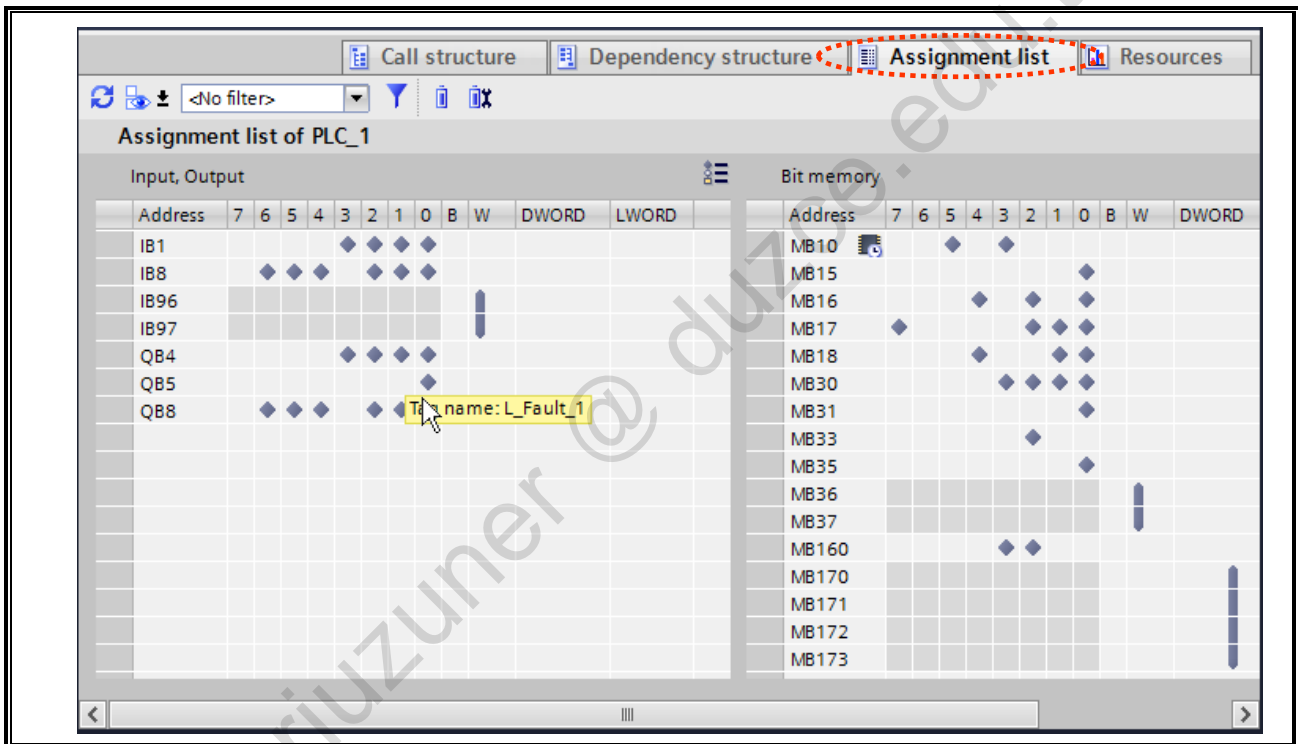 Call structure Dependency structure Assignment list Resources
<No filter>
Assignment list of PLC_1
Input, Output
Address 7 6 5 4 3 2 1 0 B W DWORD LWORD
IB1
IB8
IB96
IB97
QB4
QB5
QB8
Tag name: L_Fault_1
Bit memory
Address 7 6 5 4 3 2 1 0 B W DWORD
MB10
MB15
MB16
MB17
MB18
MB30
MB31
MB33
MB35
MB36
MB37
MB160
MB170
MB171
MB172
MB173